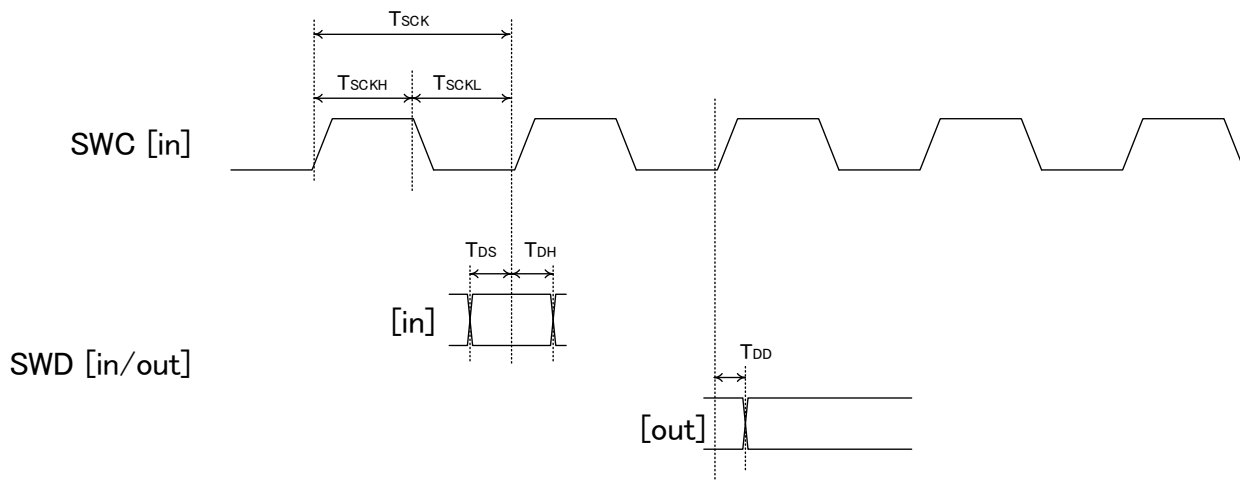 TSCK
TSCKH
TSCKL
SWC [in]
TDS
TDH
[in]
SWD [in/out]
TDD
[out]